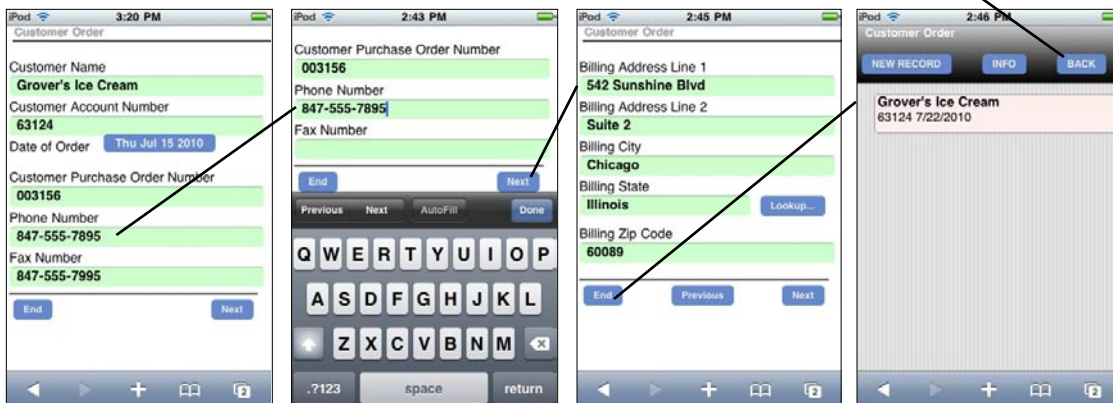 iPod 3:20 PM
Customer Order
Customer Name
Grover's Ice Cream
Customer Account Number
63124
Date of Order Thu Jul 15 2010
Customer Purchase Order Number
003156
Phone Number
847-555-7895
Fax Number
847-555-7995
End Next
2
iPod 2:43 PM
Customer Purchase Order Number
003156
Phone Number
847-555-7895
Fax Number
End Next
Previous Next AutoFill Done
Q W E R T Y U I O P
A S D F G H J K L
Z X C V B N M
.?123 space return
iPod 2:45 PM
Customer Order
Billing Address Line 1
542 Sunshine Blvd
Billing Address Line 2
Suite 2
Billing City
Chicago
Billing State
Illinois Lookup...
Billing Zip Code
60089
End Previous Next
2
iPod 2:46 PM
Customer Order
NEW RECORD INFO BACK
Grover's Ice Cream
63124 7/22/2010
2